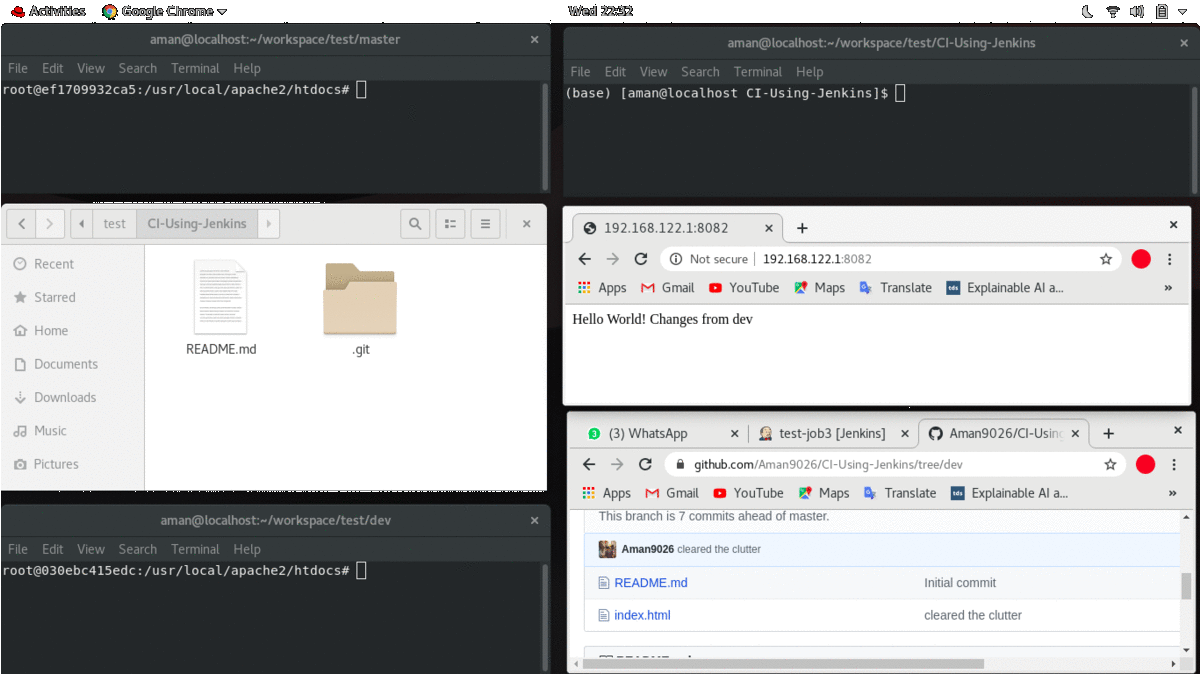 Activities Google Chrome Wed 22:32
aman@localhost:~/workspace/test/master
File Edit View Search Terminal Help
root@ef1709932ca5:/usr/local/apache2/htdocs#
aman@localhost:~/workspace/test/CI-Using-Jenkins
File Edit View Search Terminal Help
(base) [aman@localhost CI-Using-Jenkins]$
test CI-Using-Jenkins
Recent
Starred
Home
Documents
Downloads
Music
Pictures
README.md
.git
192.168.122.1:8082
Not secure 192.168.122.1:8082
Apps Gmail YouTube Maps Translate tds Explainable AI a... »
Hello World! Changes from dev
aman@localhost:~/workspace/test/dev
File Edit View Search Terminal Help
root@030ebc415edc:/usr/local/apache2/htdocs#
3 (3) WhatsApp test-job3 [Jenkins] Aman9026/CI-Using
github.com/Aman9026/CI-Using-Jenkins/tree/dev
Apps Gmail YouTube Maps Translate tds Explainable AI a... »
This branch is 7 commits ahead of master.
Aman9026 cleared the clutter
README.md Initial commit
index.html cleared the clutter